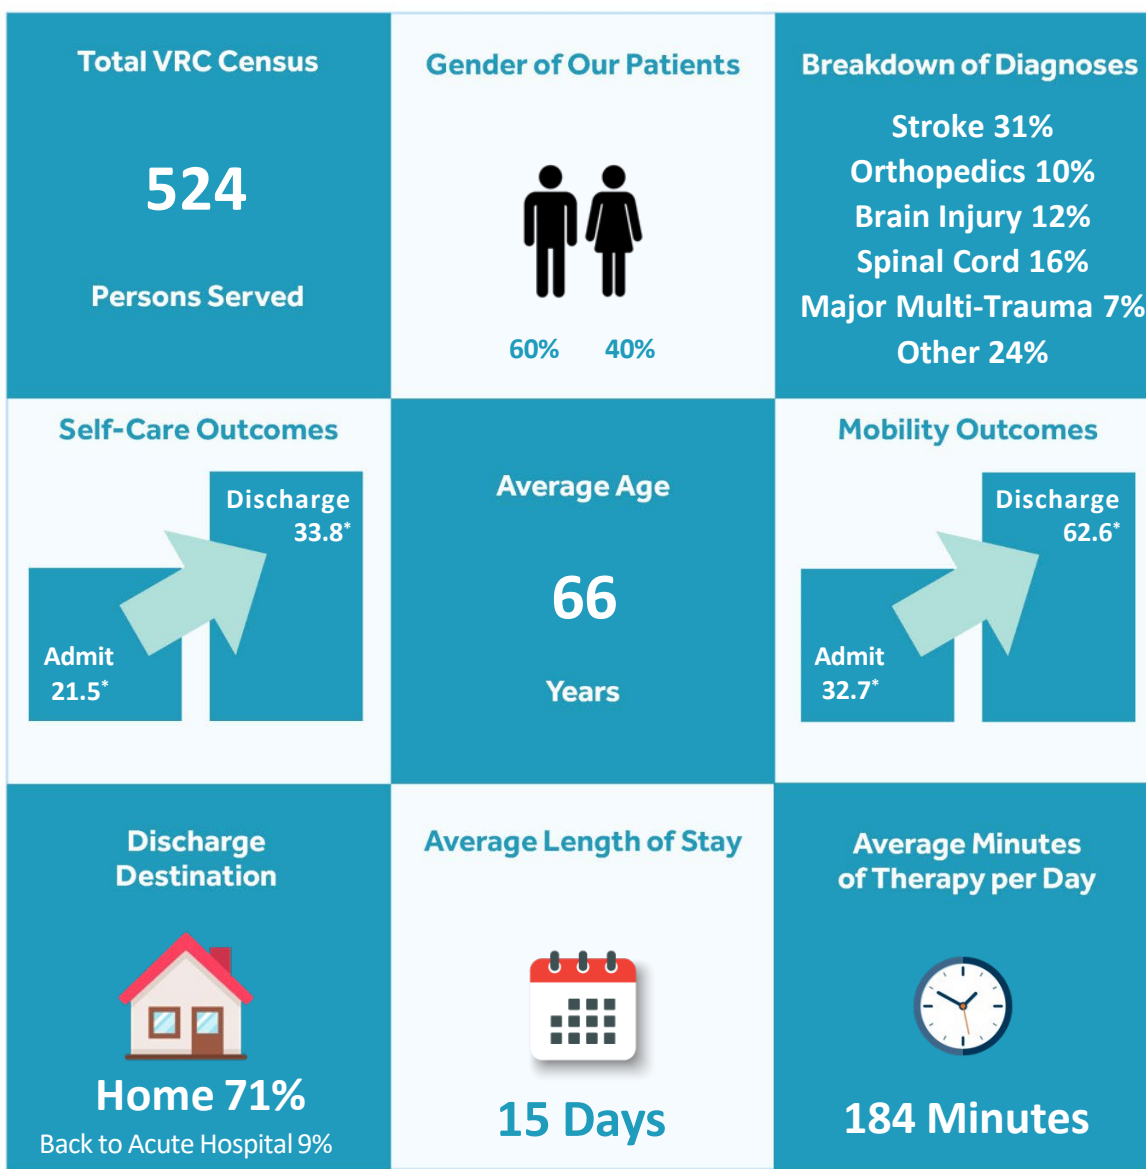 Total VRC Census
524
Persons Served
Gender of Our Patients
60% 40%
Breakdown of Diagnoses
Stroke 31%
Orthopedics 10%
Brain Injury 12%
Spinal Cord 16%
Major Multi-Trauma 7%
Other 24%
Self-Care Outcomes
Discharge
33.8*
Admit
21.5*
Average Age
66
Years
Mobility Outcomes
Discharge
62.6*
Admit
32.7*
Discharge
Destination
Home 71%
Back to Acute Hospital 9%
Average Length of Stay
15 Days
Average Minutes
of Therapy per Day
184 Minutes